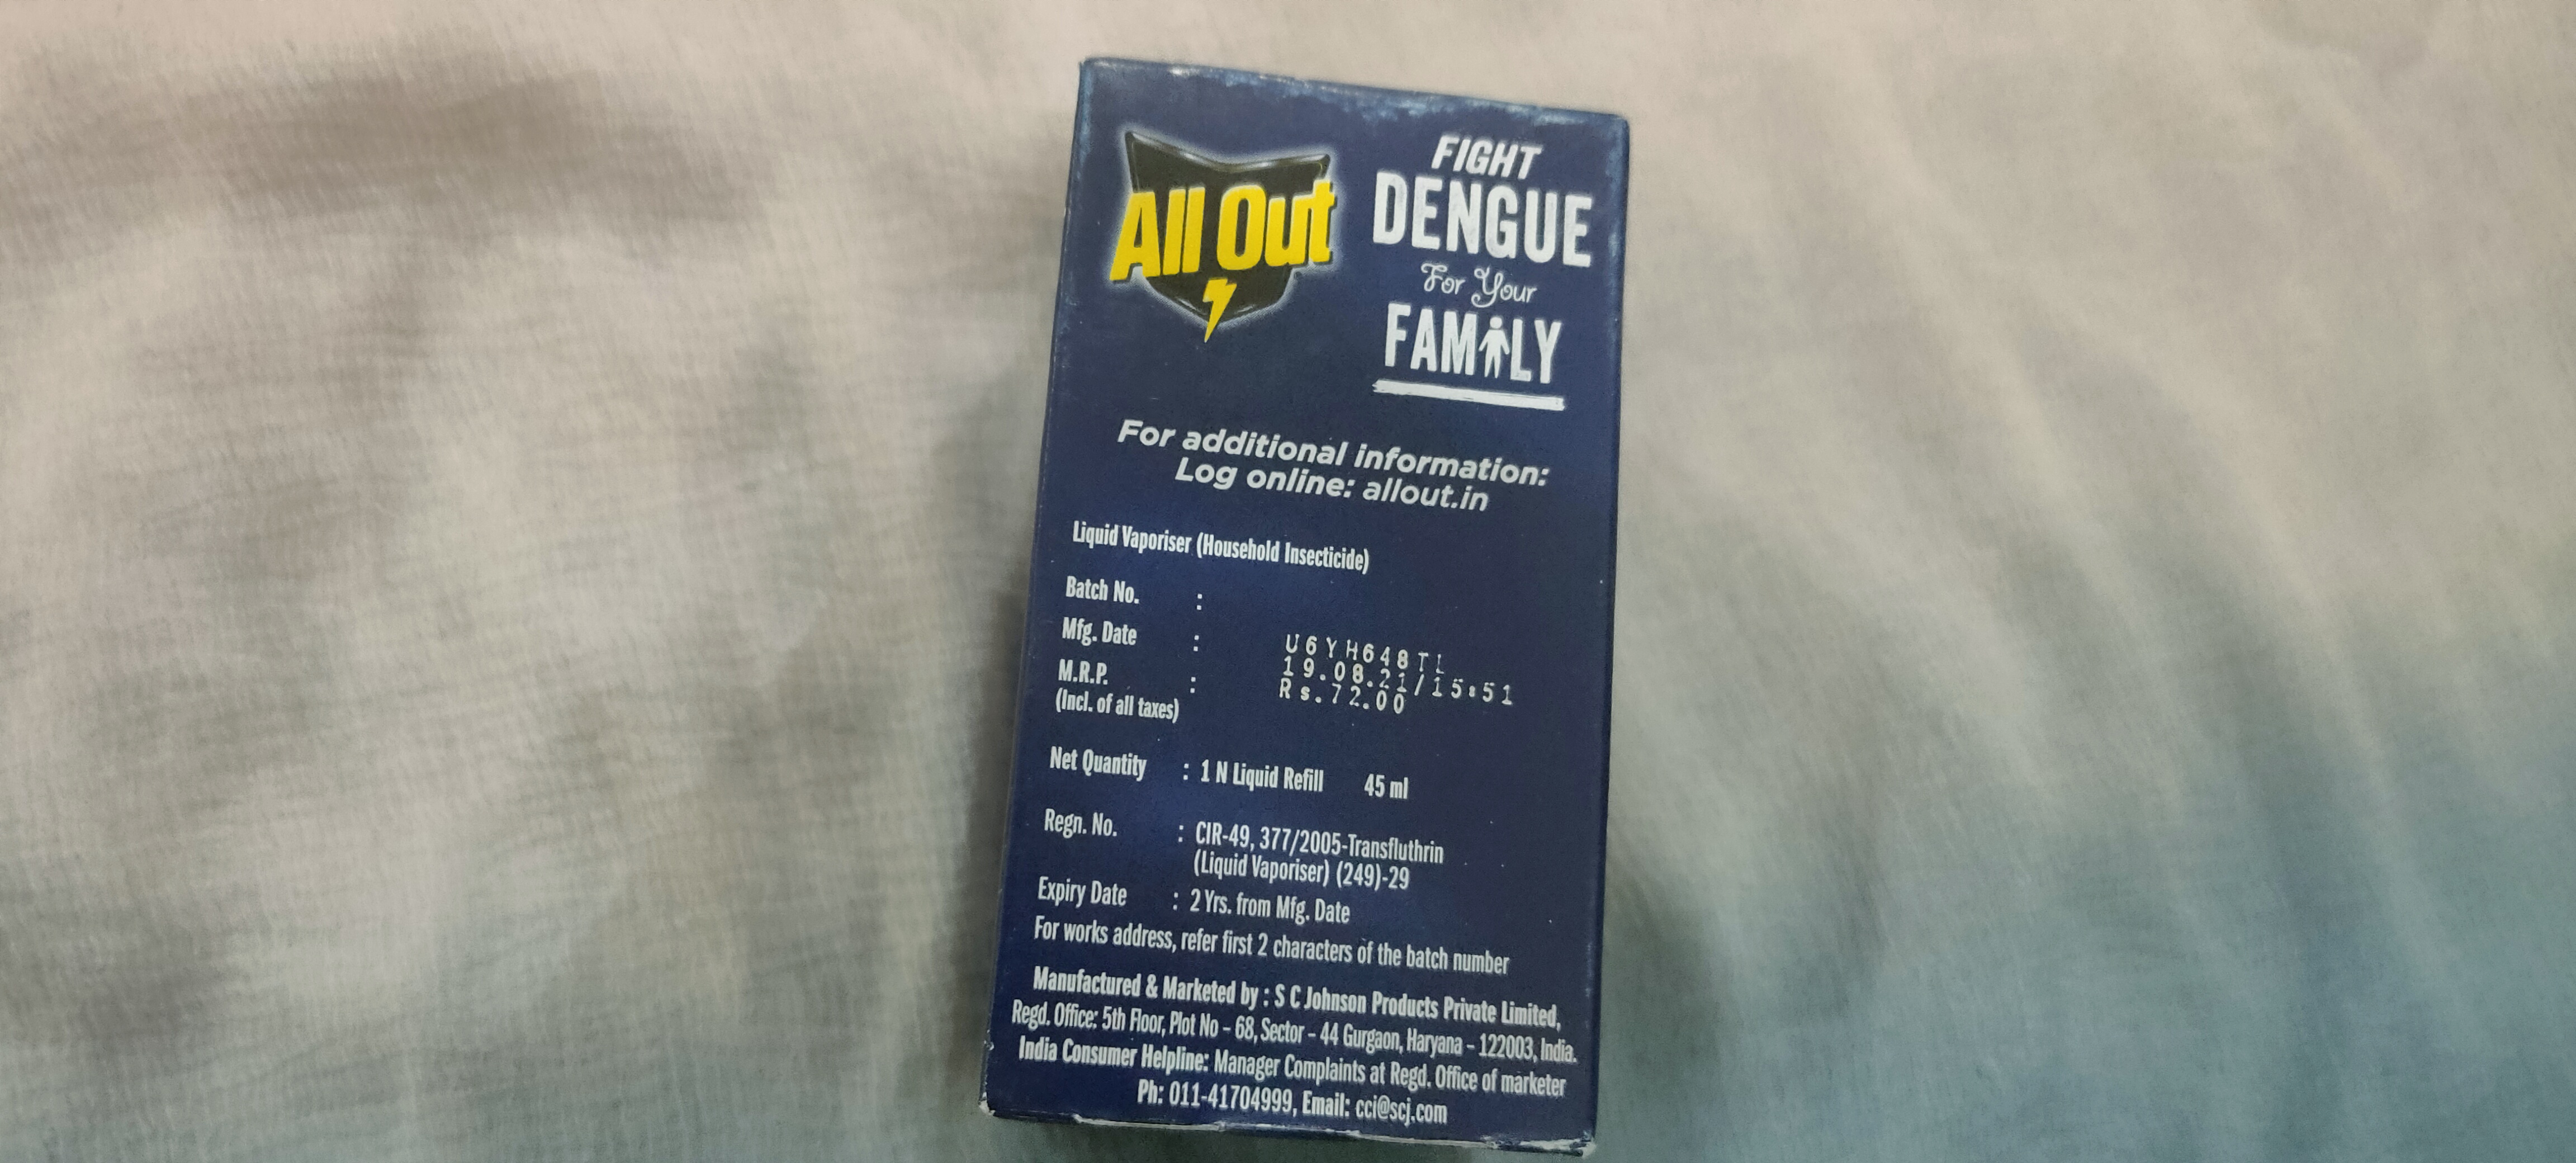 All Out
FIGHT
DENGUE
For Your
FAMILY
For additional information:
Log online: allout.in
Liquid Vaporiser (Household Insecticide)
Batch No. :
Mfg. Date : U6YH648TL
19.08.21/15:51
M.R.P. : Rs.72.00
(Incl. of all taxes)
Net Quantity : 1 N Liquid Refill 45 ml
Regn. No. : CIR-49, 377/2005-Transfluthrin
(Liquid Vaporiser) (249)-29
Expiry Date : 2 Yrs. from Mfg. Date
For works address, refer first 2 characters of the batch number
Manufactured & Marketed by : S C Johnson Products Private Limited,
Regd. Office: 5th Floor, Plot No – 68, Sector – 44 Gurgaon, Haryana – 122003, India.
India Consumer Helpline: Manager Complaints at Regd. Office of marketer
Ph: 011-41704999, Email: cci@scj.com